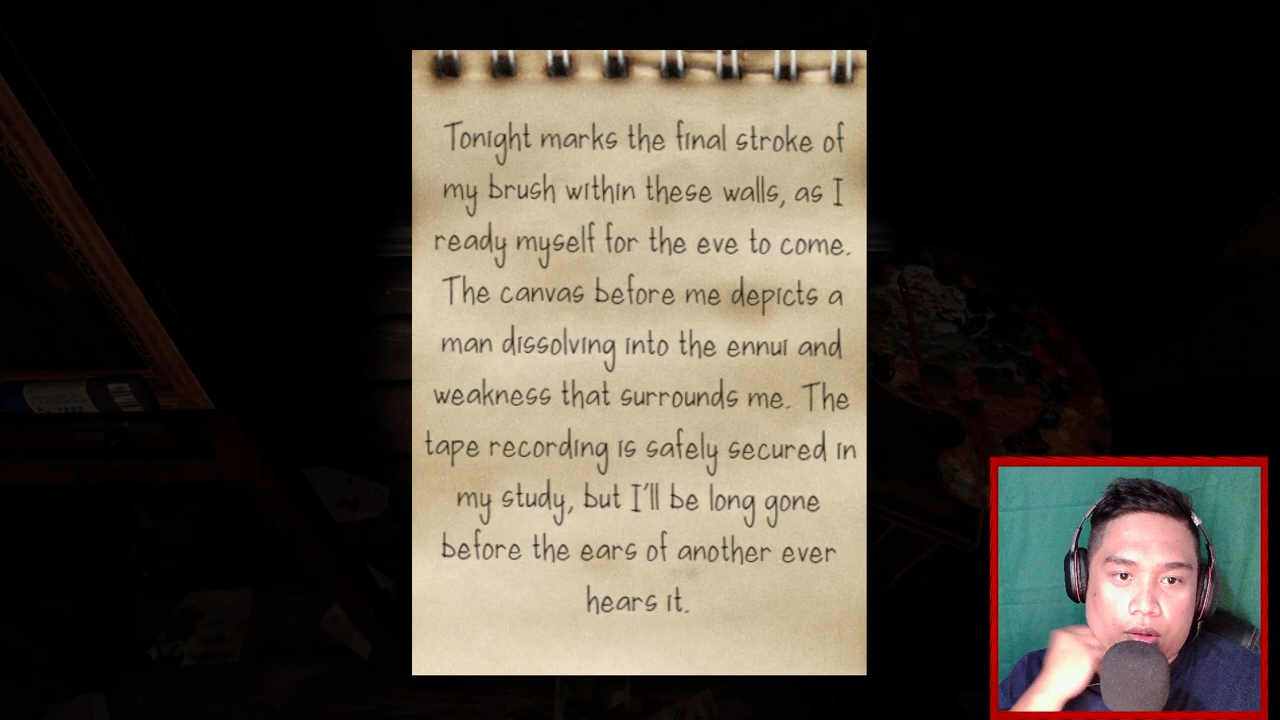 Tonight marks the final stroke of
my brush within these walls, as I
ready myself for the eve to come.
The canvas before me depicts a
man dissolving into the ennui and
weakness that surrounds me. The
tape recording is safely secured in
my study, but I'll be long gone
before the ears of another ever
hears it.